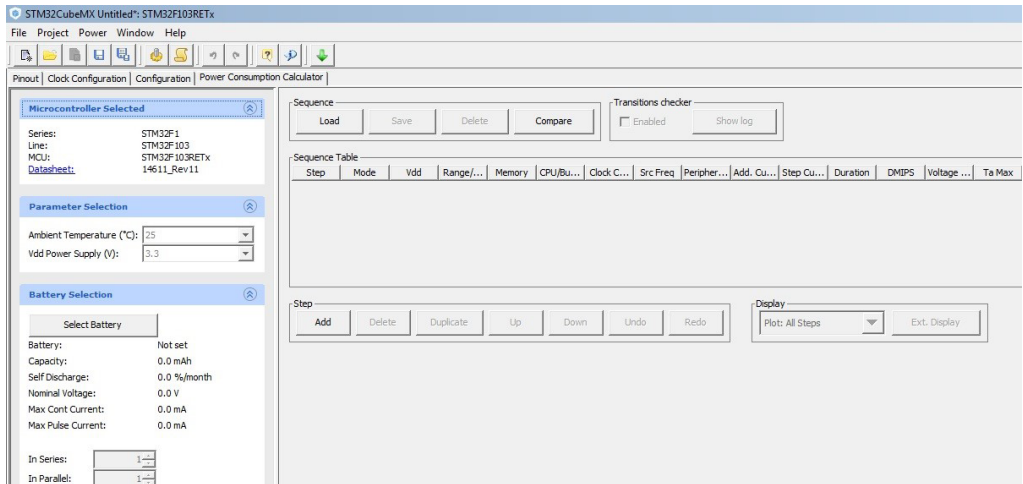 STM32CubeMX Untitled*: STM32F103RETx
File Project Power Window Help
Pinout Clock Configuration Configuration Power Consumption Calculator
Microcontroller Selected
Series: STM32F1
Line: STM32F103
MCU: STM32F103RETx
Datasheet: 14611_Rev11
Parameter Selection
Ambient Temperature (°C): 25
Vdd Power Supply (V): 3.3
Battery Selection
Select Battery
Battery: Not set
Capacity: 0.0 mAh
Self Discharge: 0.0 %/month
Nominal Voltage: 0.0 V
Max Cont Current: 0.0 mA
Max Pulse Current: 0.0 mA
In Series: 1
In Parallel: 1
Sequence
Load Save Delete Compare
Transitions checker
Enabled Show log
Sequence Table
Step Mode Vdd Range/... Memory CPU/Bu... Clock C... Src Freq Peripher... Add. Cu... Step Cu... Duration DMIPS Voltage ... Ta Max
Step
Add Delete Duplicate Up Down Undo Redo
Display
Plot: All Steps Ext. Display